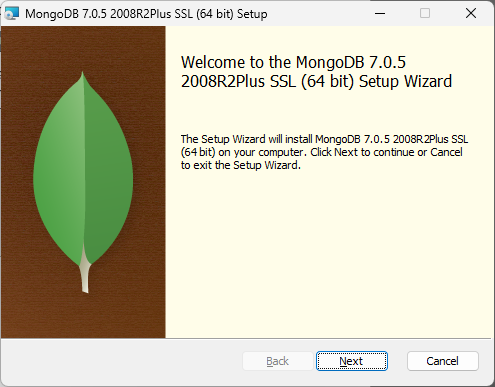 MongoDB 7.0.5 2008R2Plus SSL (64 bit) Setup
Welcome to the MongoDB 7.0.5
2008R2Plus SSL (64 bit) Setup Wizard
The Setup Wizard will install MongoDB 7.0.5 2008R2Plus SSL
(64 bit) on your computer. Click Next to continue or Cancel
to exit the Setup Wizard.
Back Next Cancel